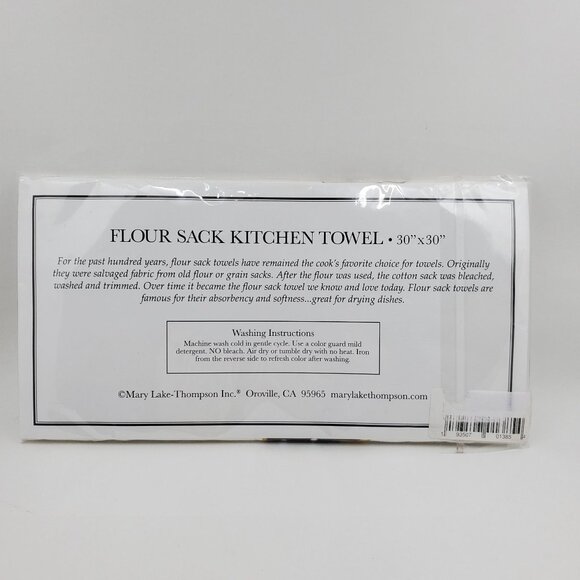 FLOUR SACK KITCHEN TOWEL • 30”x30”
For the past hundred years, flour sack towels have remained the cook's favorite choice for towels. Originally
they were salvaged fabric from old flour or grain sacks. After the flour was used, the cotton sack was bleached,
washed and trimmed. Over time it became the flour sack towel we know and love today. Flour sack towels are
famous for their absorbency and softness...great for drying dishes.
Washing Instructions
Machine wash cold in gentle cycle. Use a color guard mild
detergent. NO bleach. Air dry or tumble dry with no heat. Iron
from the reverse side to refresh color after washing.
©Mary Lake-Thompson Inc.® Oroville, CA 95965 marylakethompson.com
01385